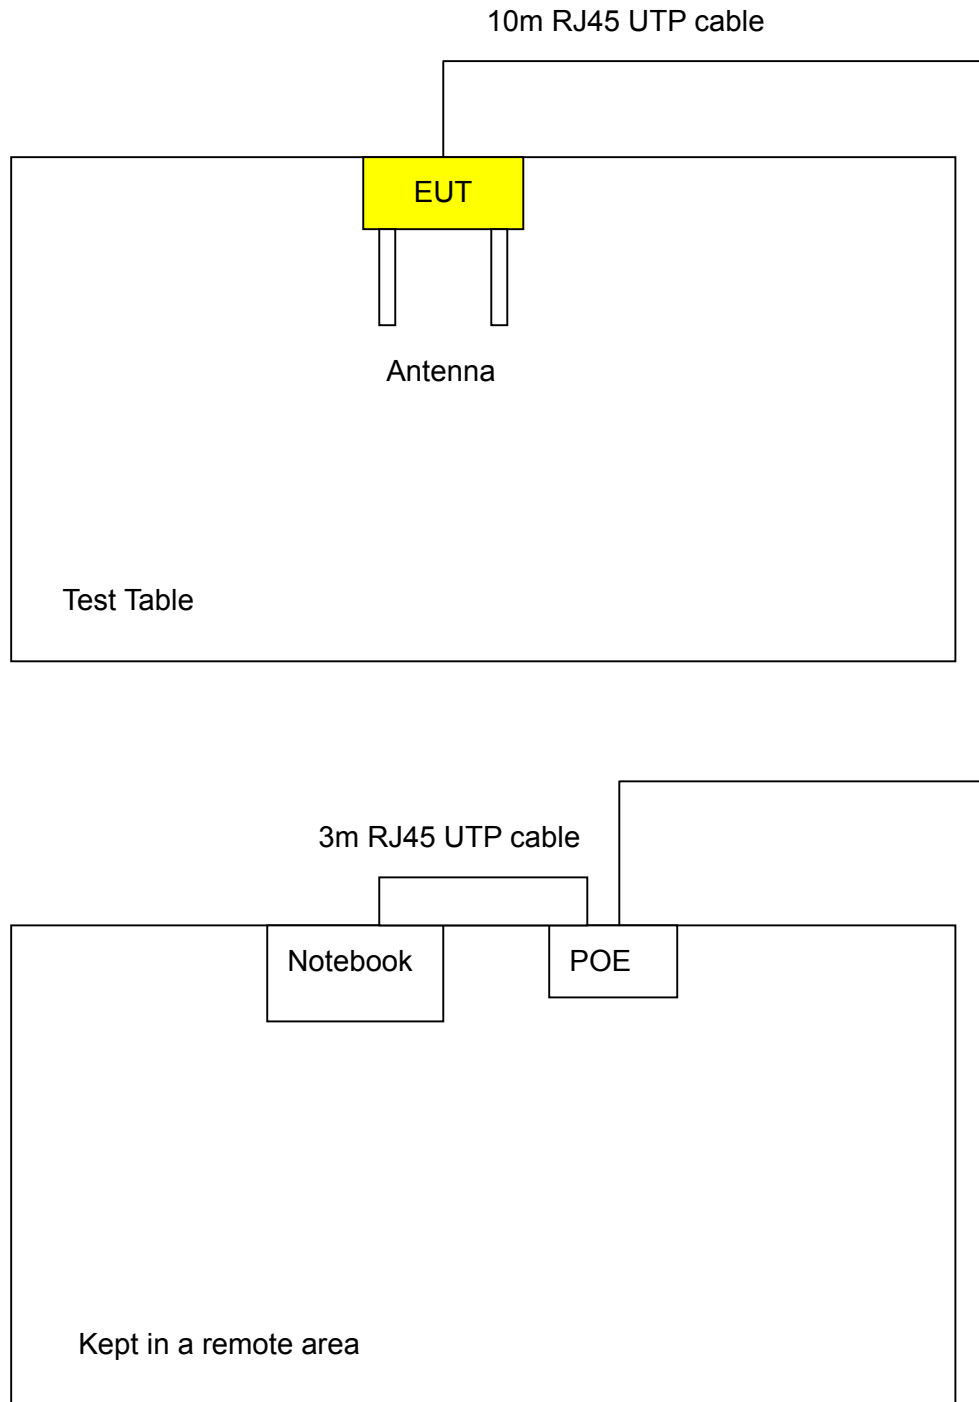 10m RJ45 UTP cable
EUT
Antenna
Test Table
3m RJ45 UTP cable
Notebook
POE
Kept in a remote area